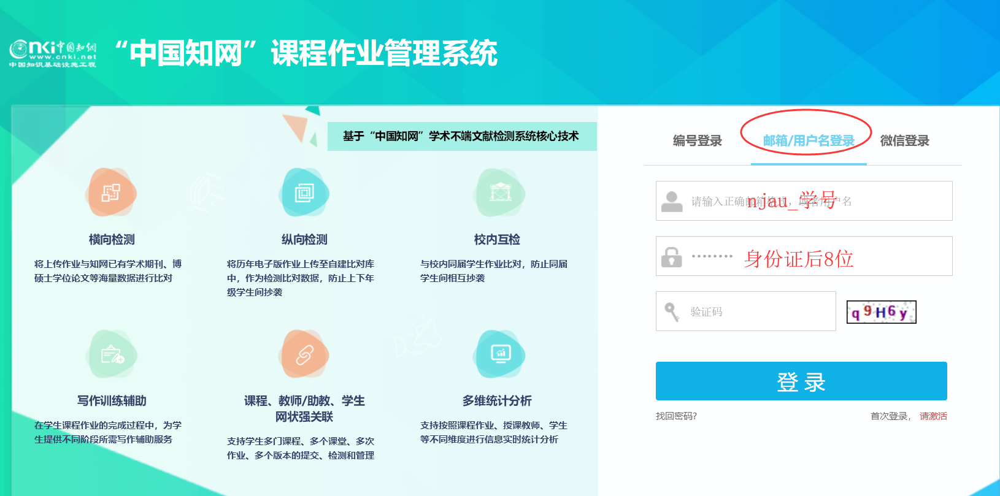 cnki中国知网
www.cnki.net
中国知识基础设施工程
“中国知网”课程作业管理系统
基于“中国知网”学术不端文献检测系统核心技术
横向检测
将上传作业与知网已有学术期刊、博
硕士学位论文等海量数据进行比对
纵向检测
将历年电子版作业上传至自建比对库
中，作为检测比对数据，防止上下年
级学生间抄袭
校内互检
与校内同届学生作业比对，防止同届
学生间相互抄袭
写作训练辅助
在学生课程作业的完成过程中，为学
生提供不同阶段所需写作辅助服务
课程、教师/助教、学生
网状强关联
支持学生多门课程、多个课堂、多次
作业、多个版本的提交、检测和管理
多维统计分析
支持按照课程作业、授课教师、学生
等不同维度进行信息实时统计分析
编号登录 邮箱/用户名登录 微信登录
请输入正确邮箱格式，或者用户名
njau_学号
•••••••• 身份证后8位
验证码 q9H6y
登录
找回密码? 首次登录， 请激活